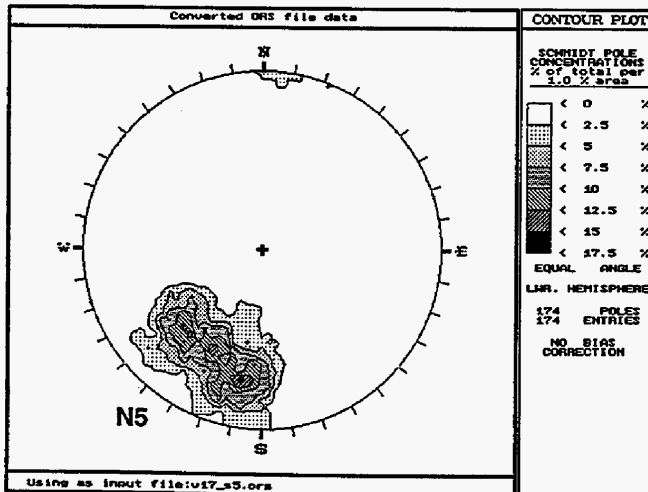 Converted ORS file data
N
W
E
S
N5
Using as input file:v17_s5.ors
CONTOUR PLOT
SCHMIDT POLE
CONCENTRATIONS
% of total per
1.0 % area
< 0 %
< 2.5 %
< 5 %
< 7.5 %
< 10 %
< 12.5 %
< 15 %
< 17.5 %
EQUAL ANGLE
LWR. HEMISPHERE
174 POLES
174 ENTRIES
NO BIAS
CORRECTION